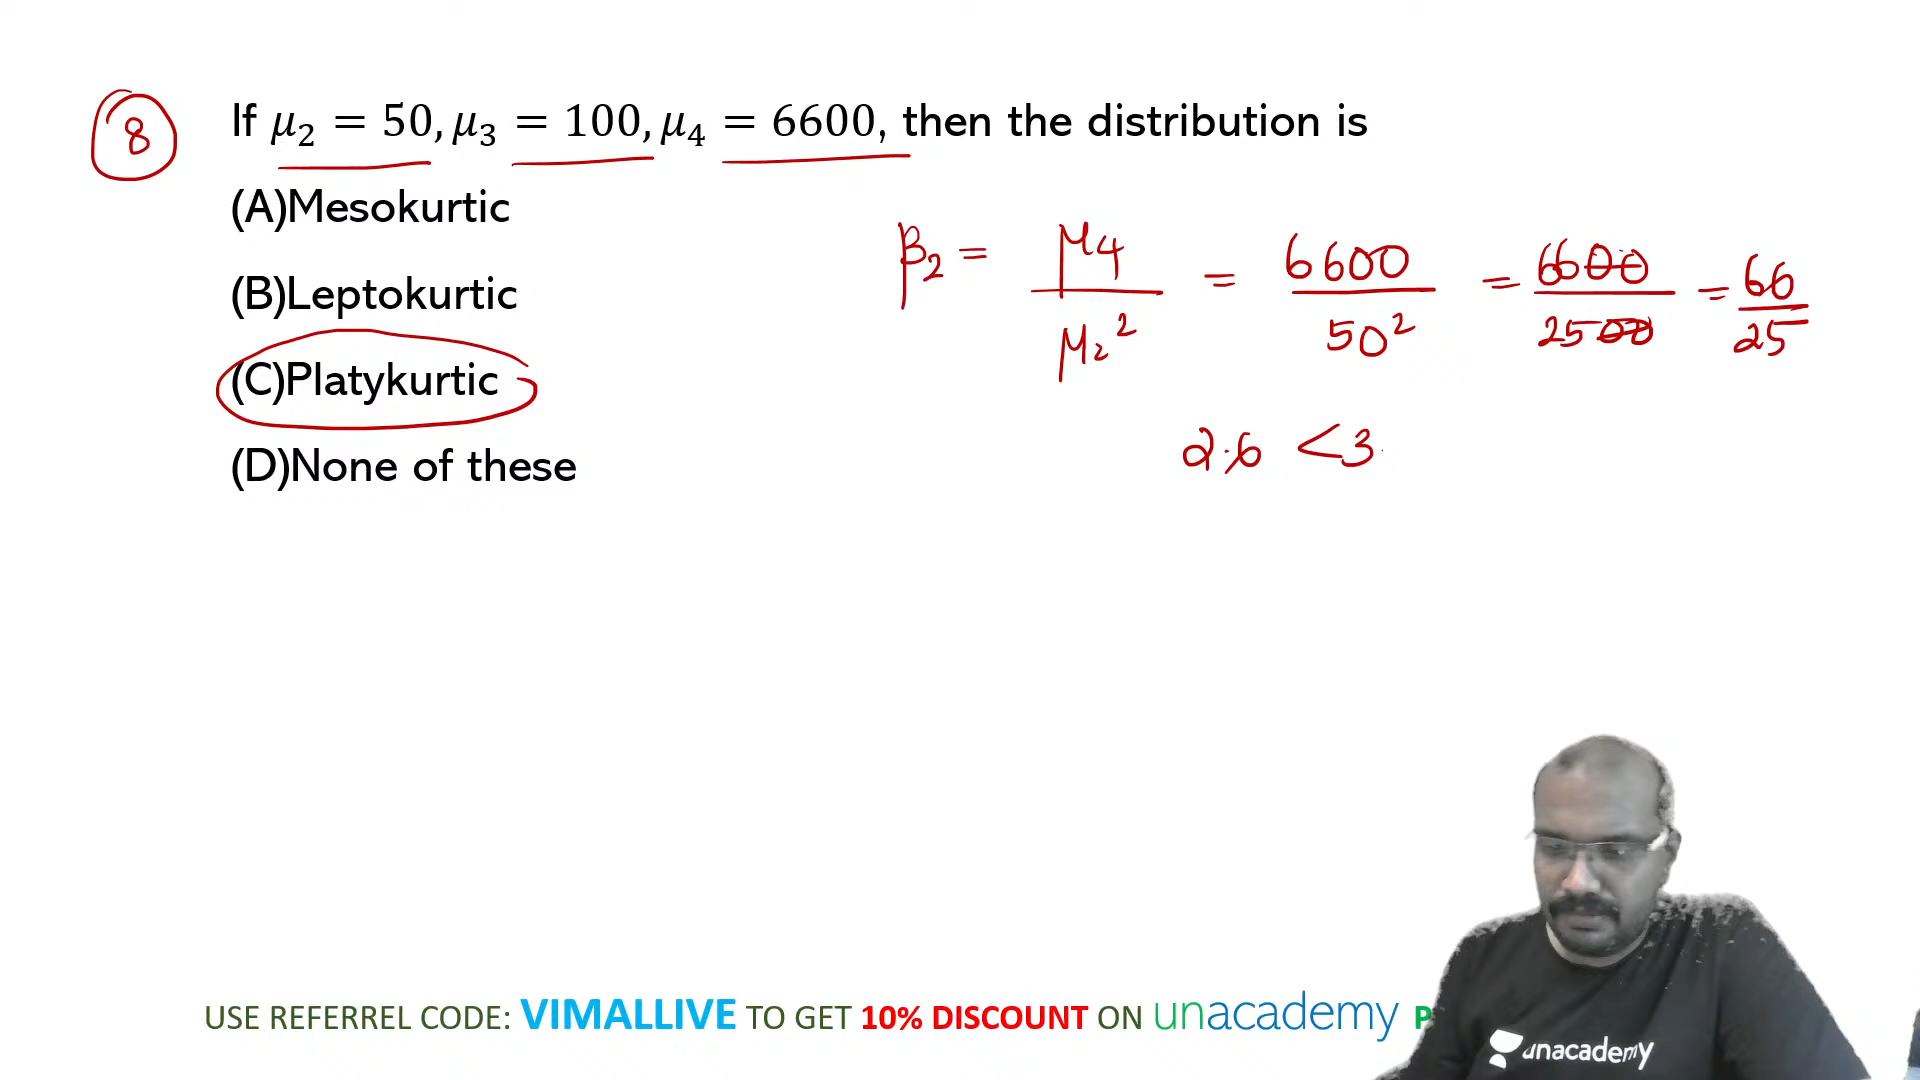 8 If μ₂ = 50, μ₃ = 100, μ₄ = 6600, then the distribution is
(A)Mesokurtic
(B)Leptokurtic
(C)Platykurtic
(D)None of these
β₂ = μ₄/μ₂² = 6600/50² = 6600/2500 = 66/25
2.6 < 3
USE REFERREL CODE: VIMALLIVE TO GET 10% DISCOUNT ON unacademy P
unacademy